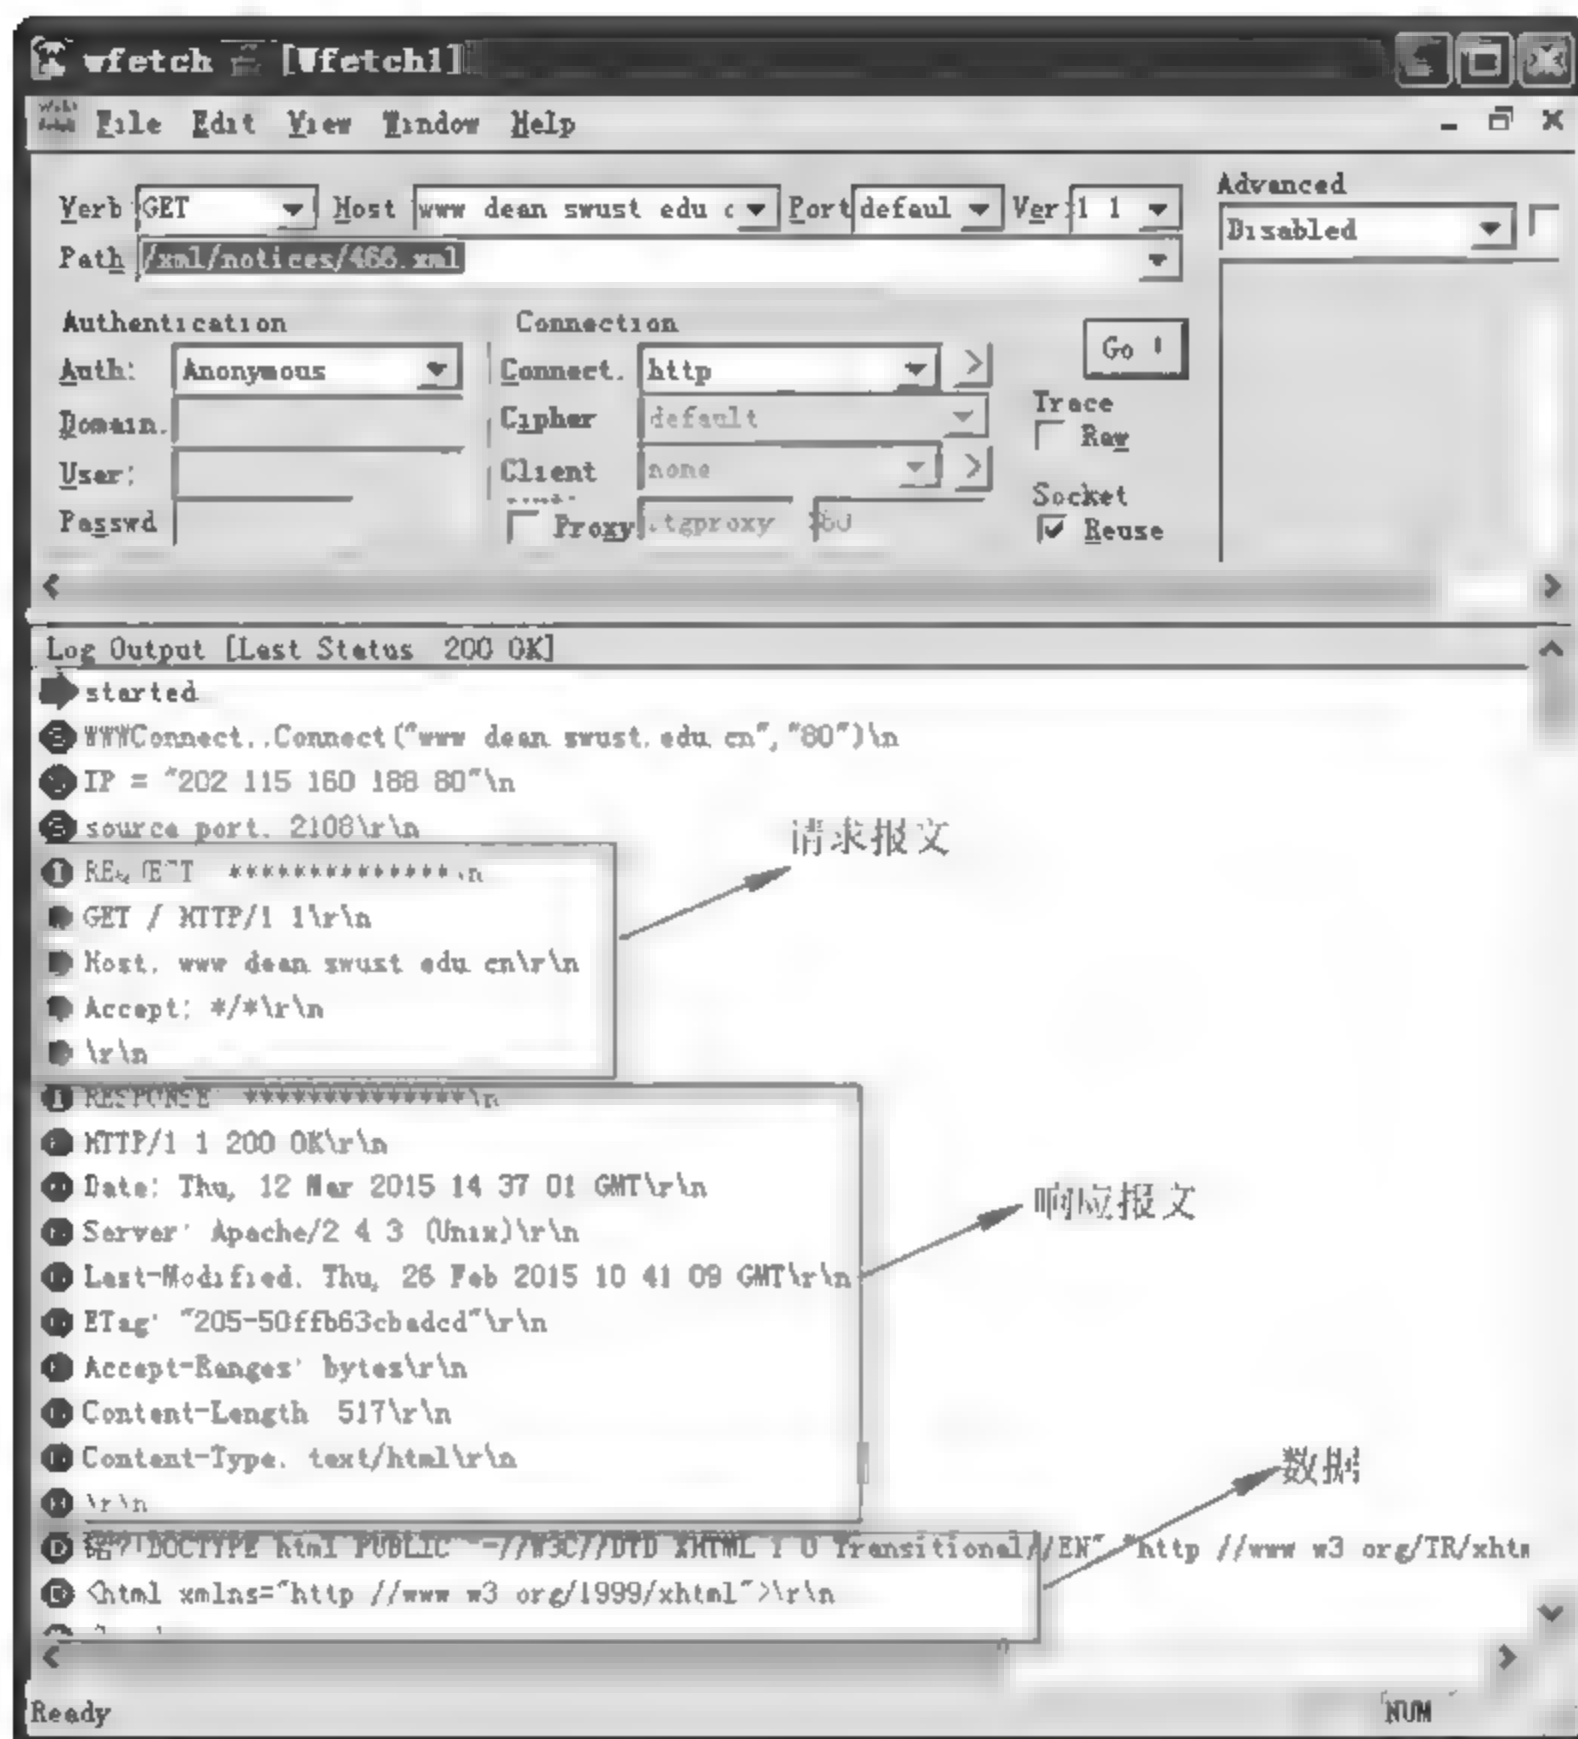 wfetch - [Wfetch1]
File Edit View Window Help
Verb GET Host www dean swust edu c Port defaul Ver 1 1
Advanced
Disabled
Path /xml/notices/466.xml
Authentication
Connection
Go !
Auth: Anonymous
Connect. http
Trace
Domain.
Cipher default
Raw
User:
Client none
Socket
Passwd
Proxy .tgproxy 80
Reuse
Log Output [Last Status 200 OK]
started
WWWConnect..Connect("www dean swust.edu cn","80")\n
IP = "202 115 160 188 80"\n
source port. 2108\r\n
请求报文
REQUEST **************\n
GET / HTTP/1 1\r\n
Host. www dean swust edu cn\r\n
Accept: */*\r\n
\r\n
RESPONSE **************\n
HTTP/1 1 200 OK\r\n
Date: Thu, 12 Mar 2015 14 37 01 GMT\r\n
响应报文
Server: Apache/2 4 3 (Unix)\r\n
Last-Modified. Thu, 26 Feb 2015 10 41 09 GMT\r\n
ETag: "205-50ffb63cbadcd"\r\n
Accept-Ranges: bytes\r\n
Content-Length 517\r\n
Content-Type. text/html\r\n
数据
\r\n
DOCTYPE html PUBLIC "-//W3C//DTD XHTML 1 0 Transitional//EN" "http //www w3 org/TR/xhtm
<html xmlns="http //www w3 org/1999/xhtml">\r\n
Ready
NUM